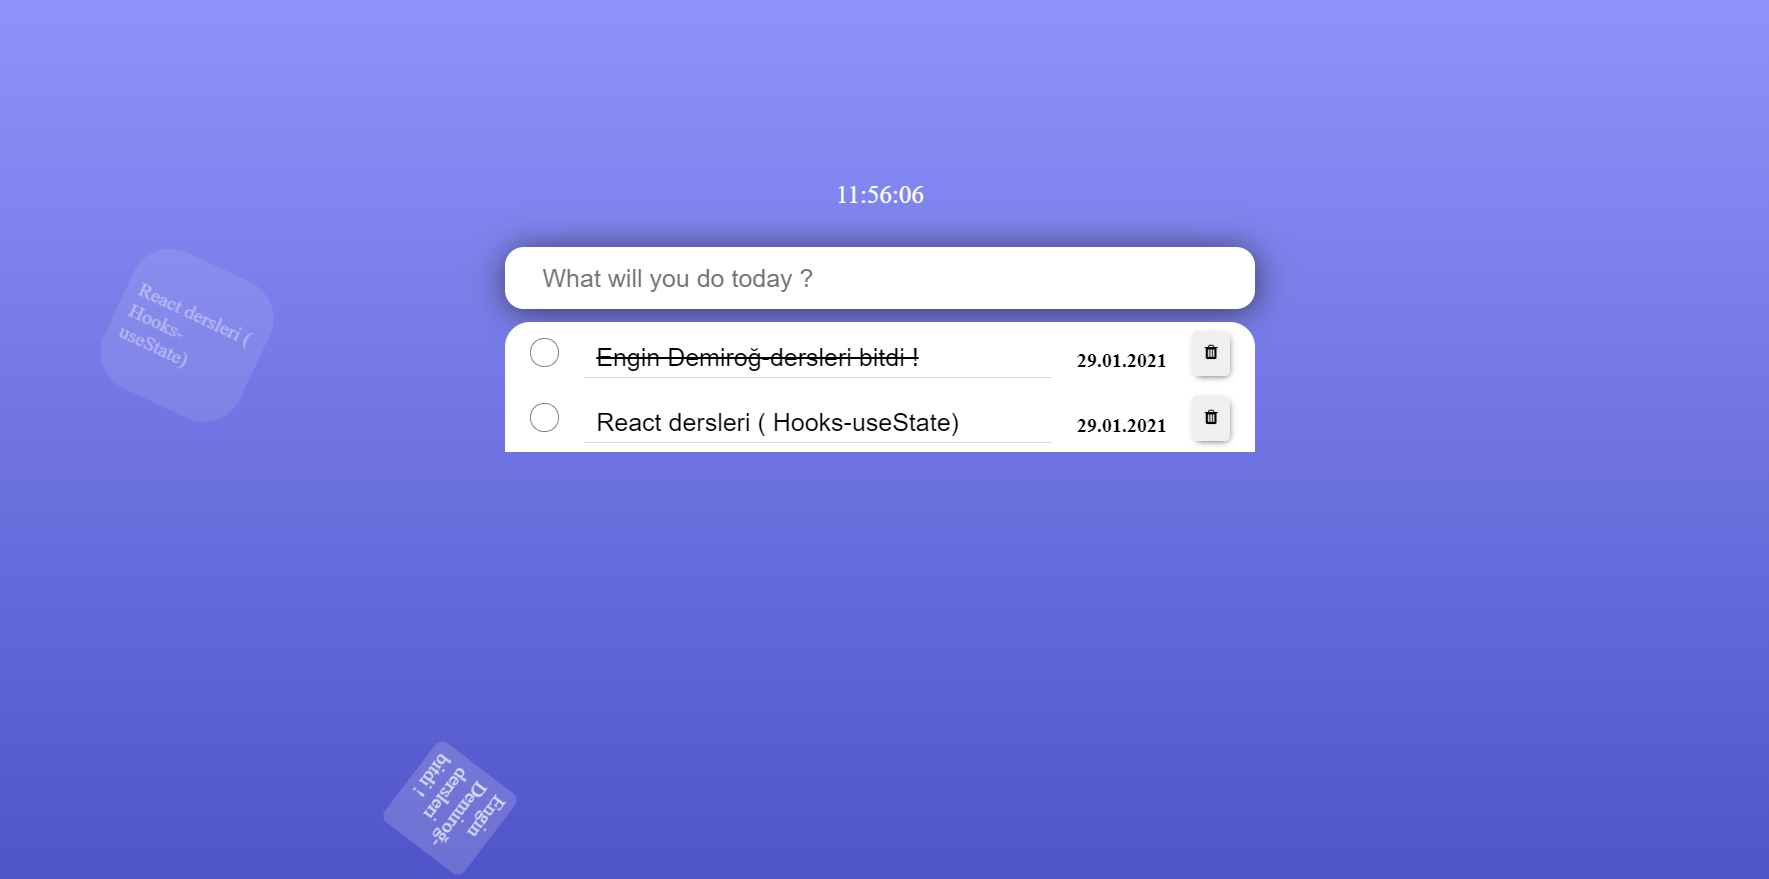 11:56:06
What will you do today ?
Engin Demiroğ-dersleri bitdi !
29.01.2021
React dersleri ( Hooks-useState)
29.01.2021
React dersleri (
Hooks-
useState)
Engin
Demiroğ-
dersleri
bitdi !